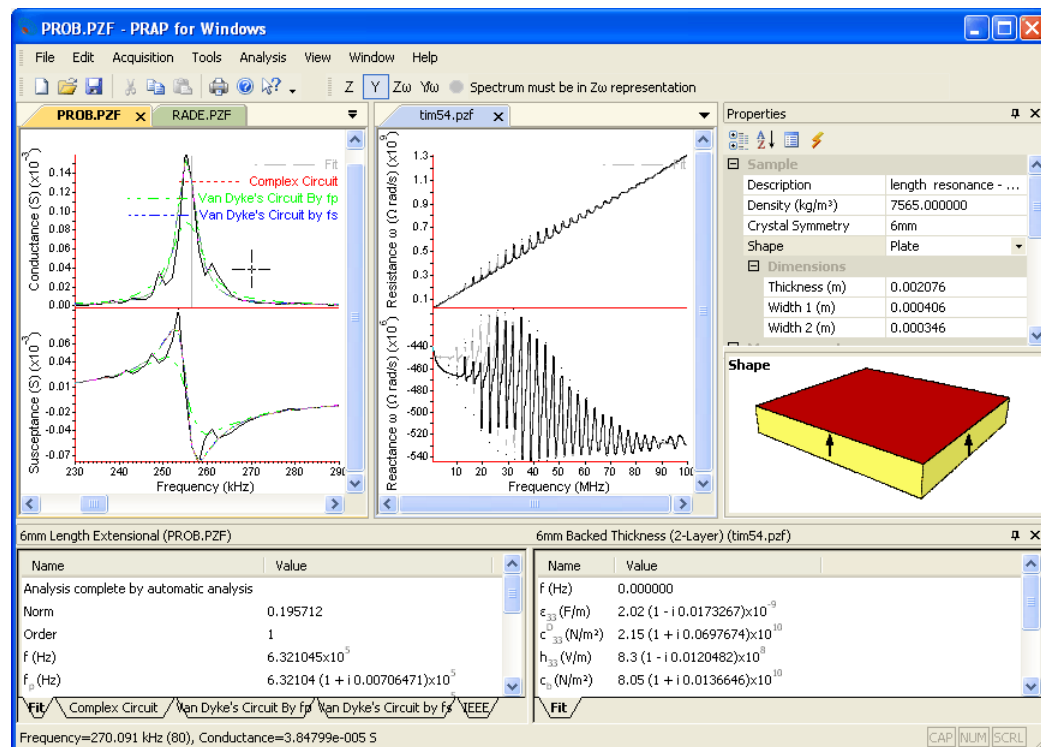 PROB.PZF - PRAP for Windows
File Edit Acquisition Tools Analysis View Window Help
Z Y Zω Y/ω Spectrum must be in Zω representation
PROB.PZF RADE.PZF
Conductance (S) (x10⁻³)
0.14
0.12
0.10
0.08
0.06
0.04
0.02
0.00
Fit
Complex Circuit
Van Dyke's Circuit By fp
Van Dyke's Circuit by fs
Susceptance (S) (x10⁻³)
0.06
0.04
0.01
-0.02
-0.04
-0.07
230 240 250 260 270 280 290
Frequency (kHz)
tim54.pzf
Resistance ω (Ω rad/s) (x10⁹)
1.3
1.1
0.9
0.7
0.5
0.3
0.1
Fit
Reactance ω (Ω rad/s) (x10⁶)
-440
-460
-480
-500
-520
-540
10 20 30 40 50 60 70 80 90 100
Frequency (MHz)
Properties
Sample
Description length resonance - ...
Density (kg/m³) 7565.000000
Crystal Symmetry 6mm
Shape Plate
Dimensions
Thickness (m) 0.002076
Width 1 (m) 0.000406
Width 2 (m) 0.000346
Shape
6mm Length Extensional (PROB.PZF)
Name Value
Analysis complete by automatic analysis
Norm 0.195712
Order 1
f (Hz) 6.321045x10⁵
fₚ (Hz) 6.32104 (1 + i 0.00706471)x10⁵
Fit Complex Circuit Van Dyke's Circuit By fp Van Dyke's Circuit by fs IEEE
6mm Backed Thickness (2-Layer) (tim54.pzf)
Name Value
f (Hz) 0.000000
ε₃₃ (F/m) 2.02 (1 - i 0.0173267)x10⁻⁹
cᴰ₃₃ (N/m²) 2.15 (1 + i 0.0697674)x10¹⁰
h₃₃ (V/m) 8.3 (1 - i 0.0120482)x10⁸
c_b (N/m²) 8.05 (1 + i 0.0136646)x10¹⁰
Fit
Frequency=270.091 kHz (80), Conductance=3.84799e-005 S
CAP NUM SCRL